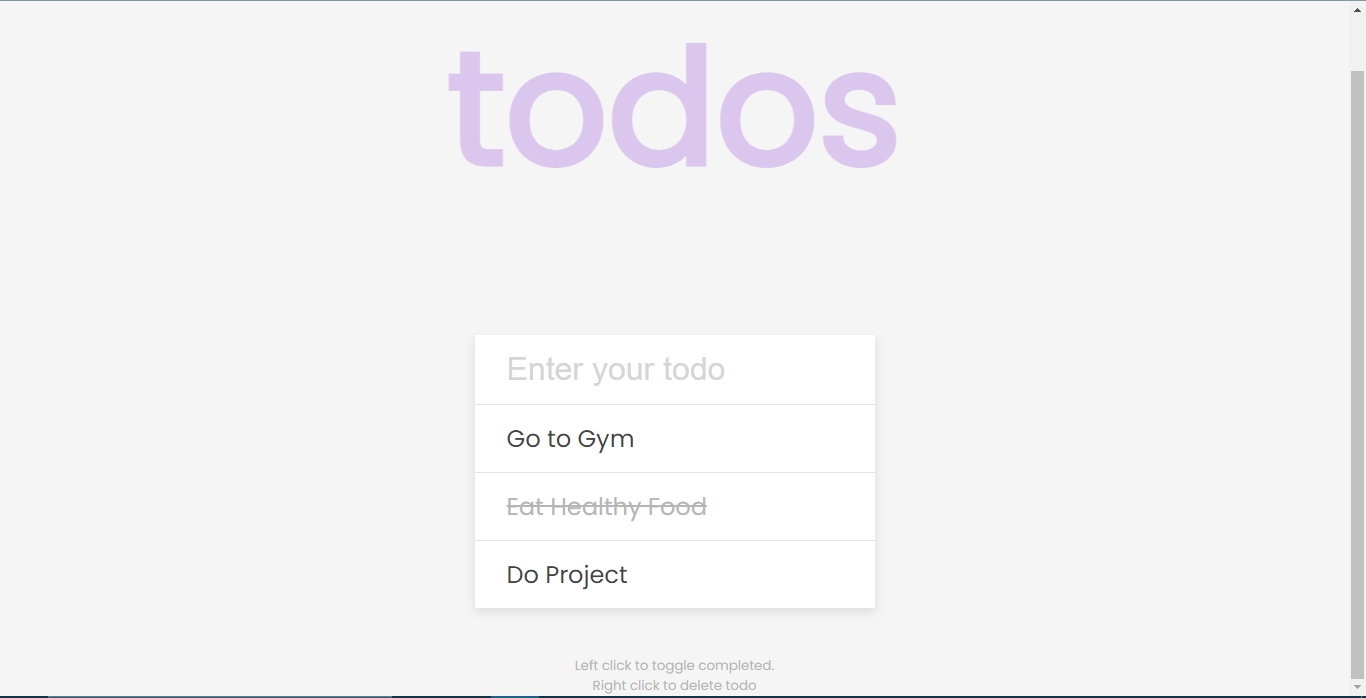 todos
Enter your todo
Go to Gym
Eat Healthy Food
Do Project
Left click to toggle completed.
Right click to delete todo